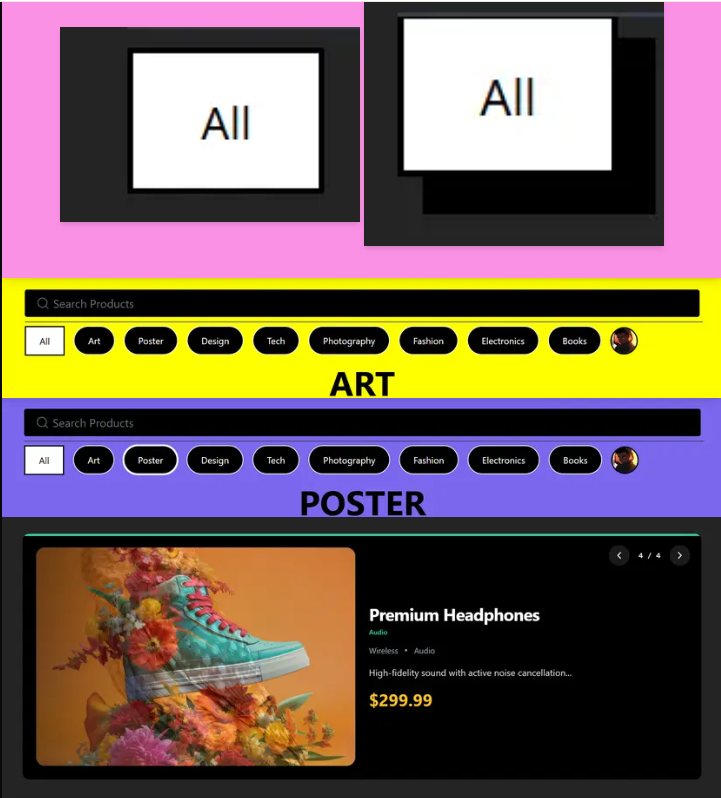 All
All
Search Products
All Art Poster Design Tech Photography Fashion Electronics Books
ART
Search Products
All Art Poster Design Tech Photography Fashion Electronics Books
POSTER
4 / 4
Premium Headphones
Audio
Wireless • Audio
High-fidelity sound with active noise cancellation...
$299.99